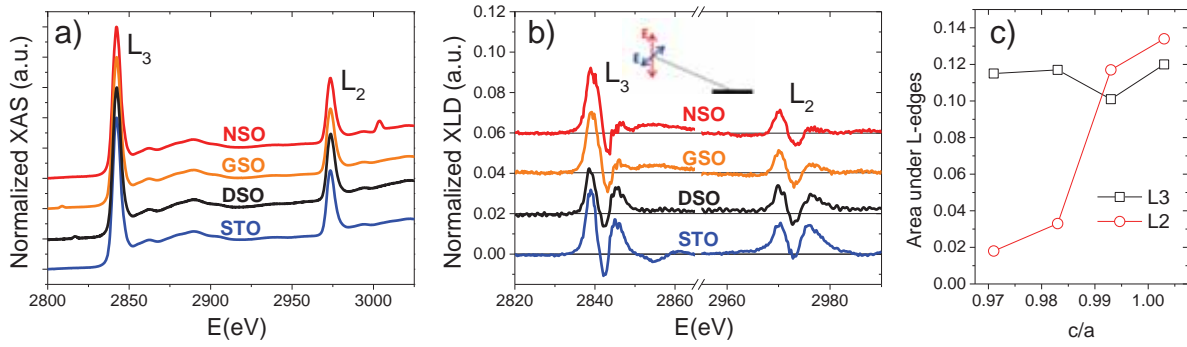 a)
L3
L2
NSO
GSO
DSO
STO
Normalized XAS (a.u.)
2800 2850 2900 2950 3000
E(eV)
b)
E
E
L3
L2
NSO
GSO
DSO
STO
Normalized XLD (a.u.)
0.12
0.10
0.08
0.06
0.04
0.02
0.00
2820 2840 2860 2960 2980
E(eV)
c)
Area under L-edges
0.14
0.12
0.10
0.08
0.06
0.04
0.02
0.00
L3
L2
0.97 0.98 0.99 1.00
c/a